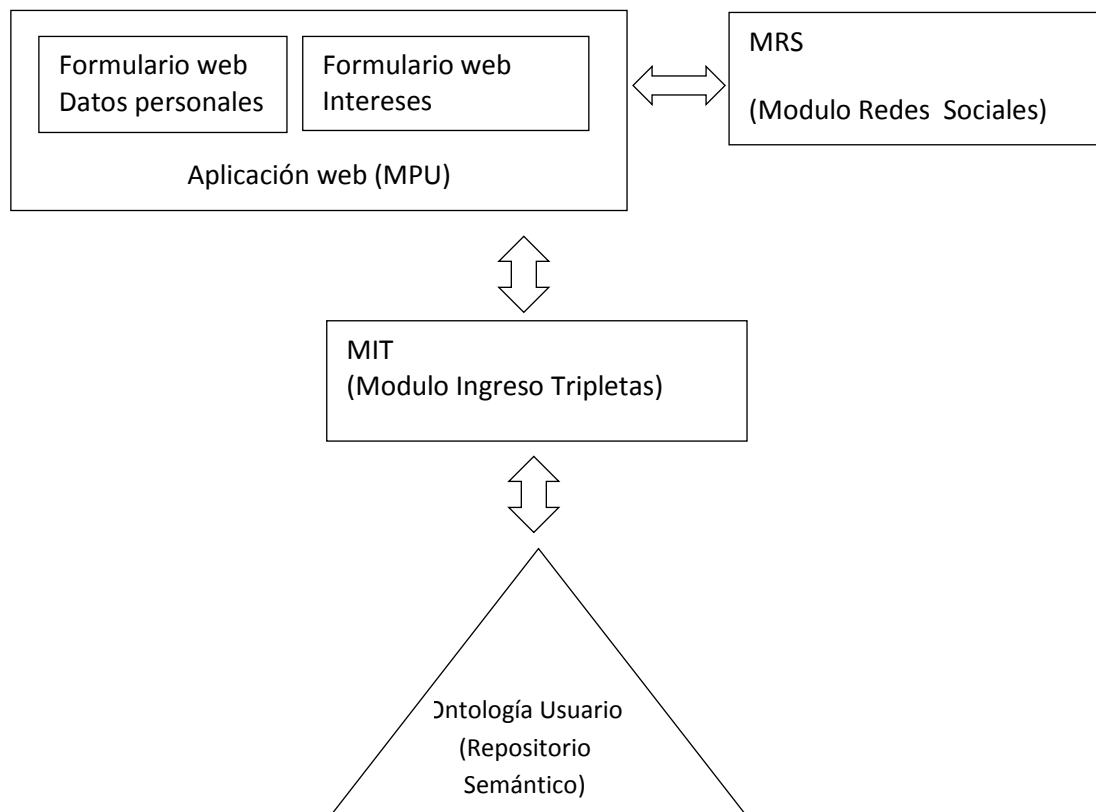 Formulario web
Datos personales
Formulario web
Intereses
Aplicación web (MPU)
MRS
(Modulo Redes Sociales)
MIT
(Modulo Ingreso Tripletas)
Ontología Usuario
(Repositorio
Semántico)